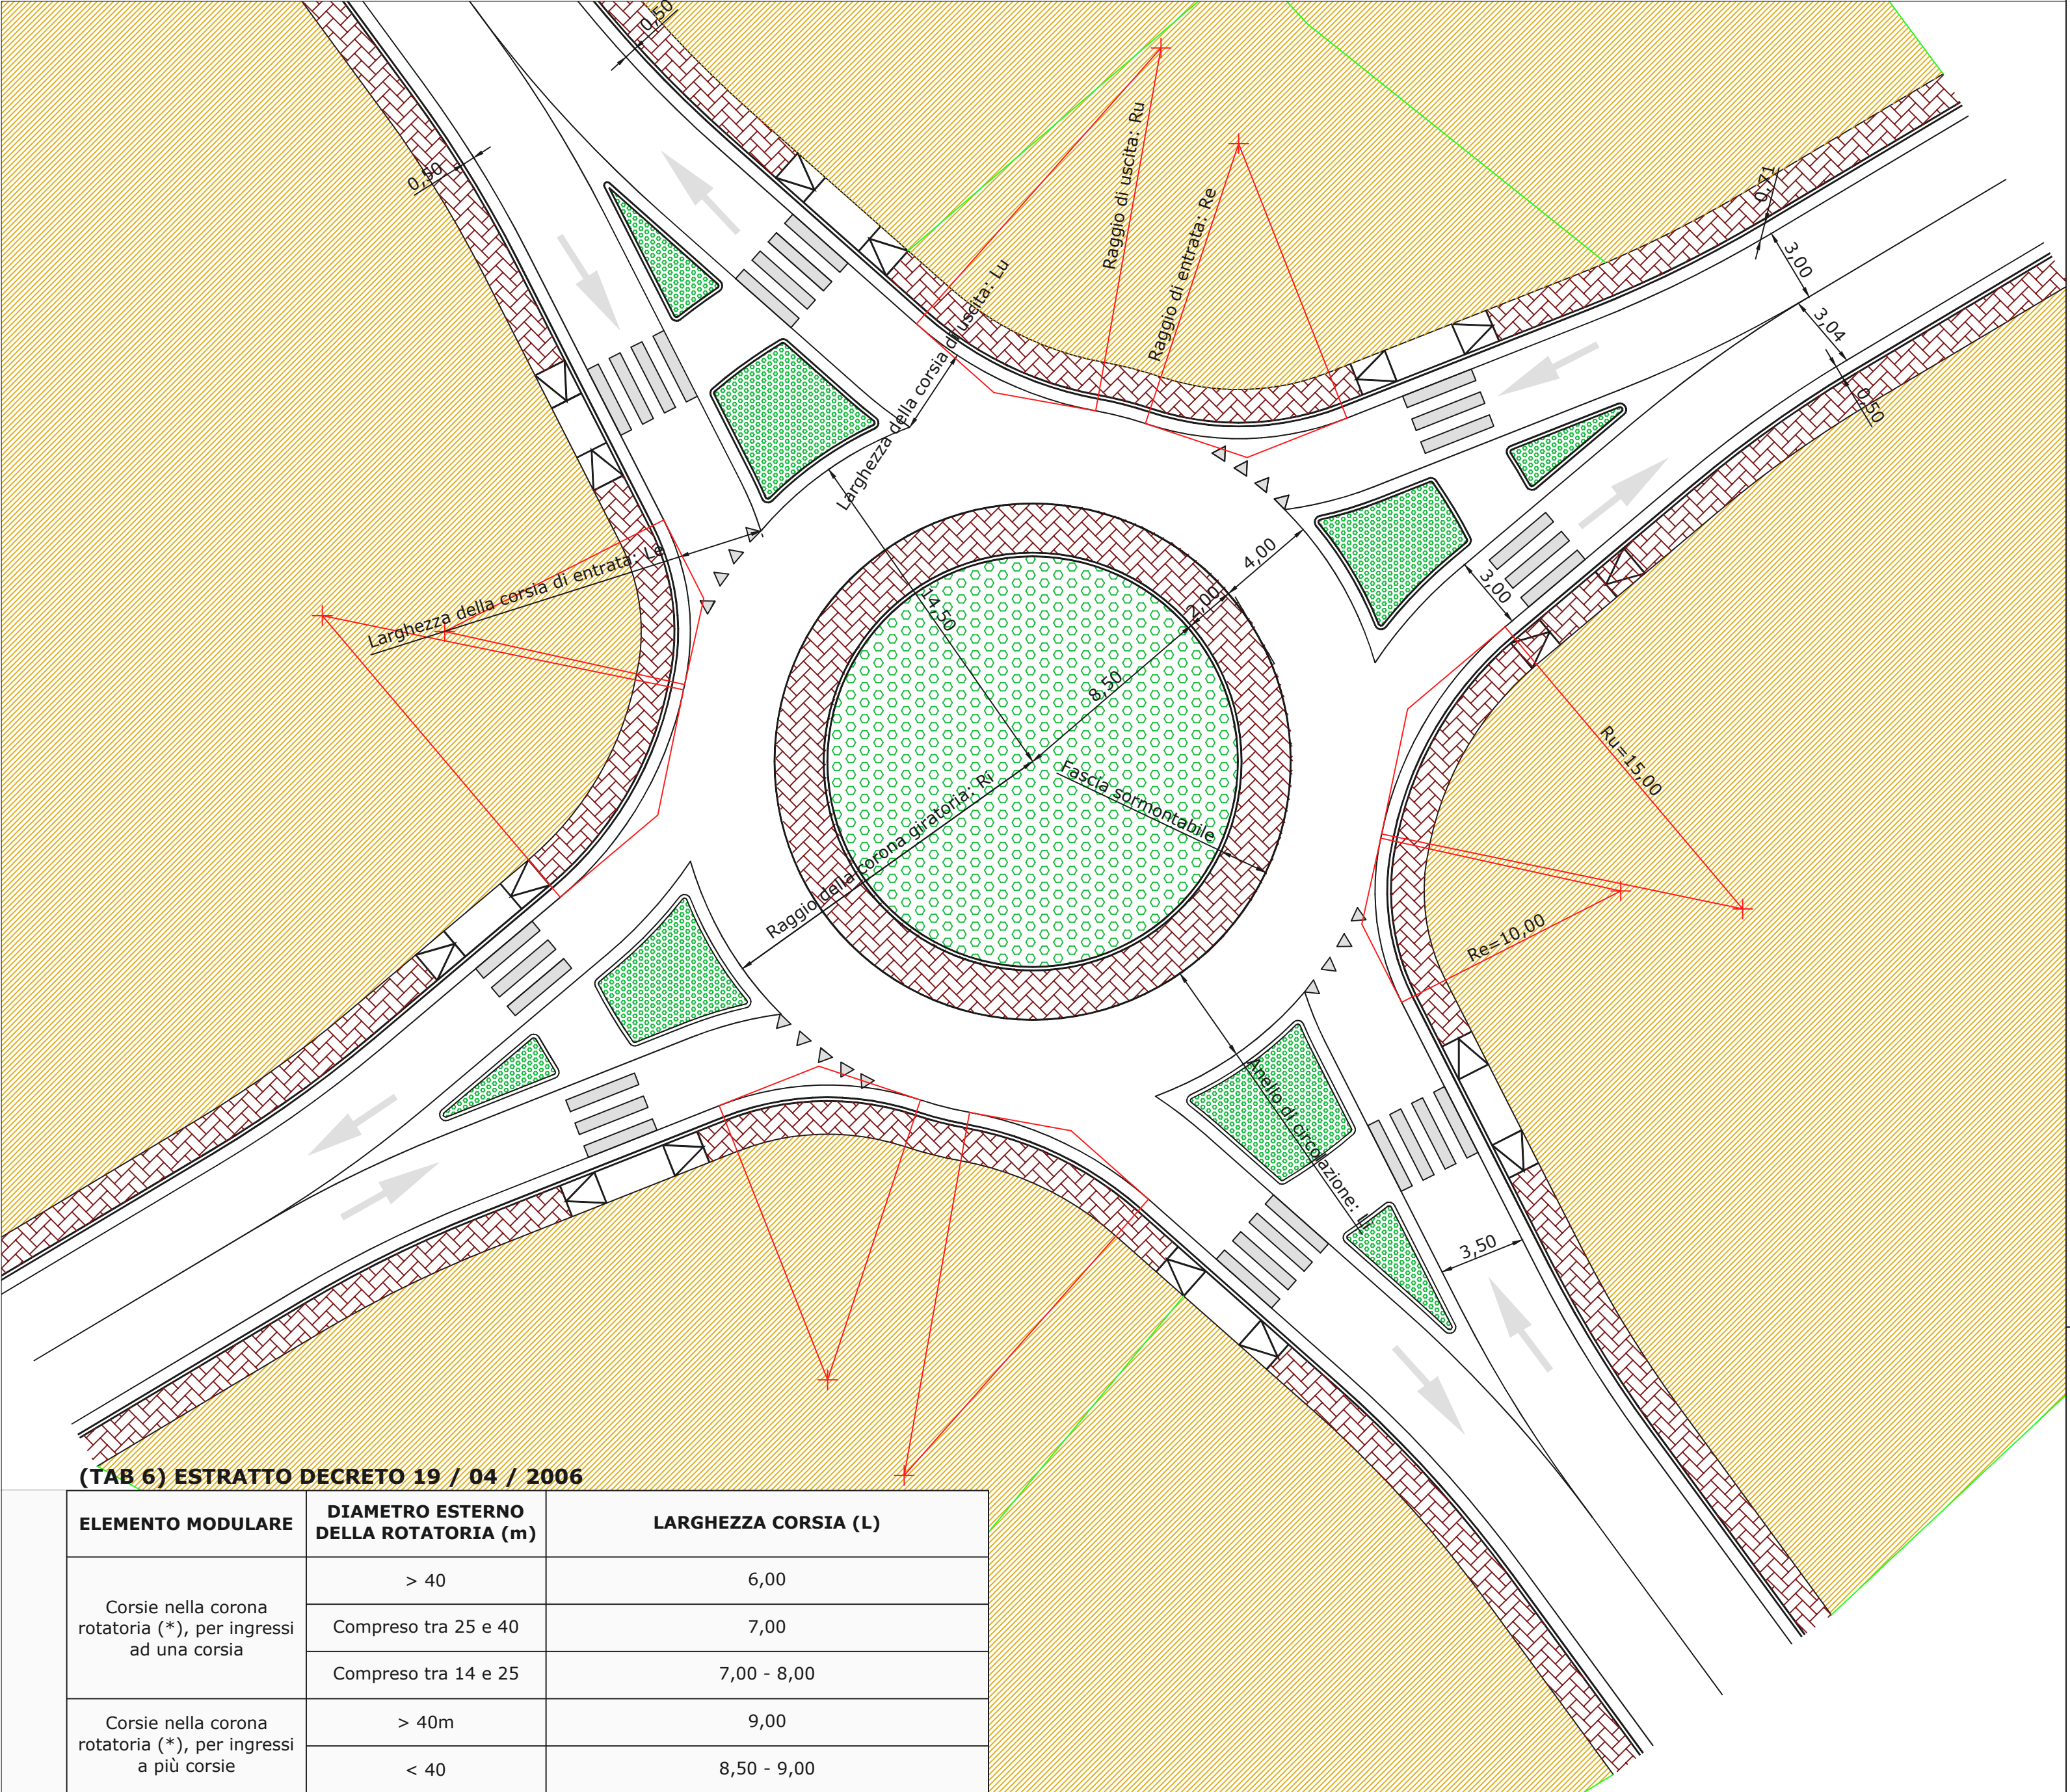 0,50
0,50
Raggio di uscita: Ru
Raggio di entrata: Re
0,71
3,00
3,04
0,50
Larghezza della corsia di uscita: Lu
Larghezza della corsia di entrata: Le
4,00
3,00
2,00
14,50
8,50
Fascia sormontabile
Raggio della corona giratoria: Ri
Ru=15,00
Re=10,00
Anello di circolazione:
3,50
(TAB 6) ESTRATTO DECRETO 19 / 04 / 2006
ELEMENTO MODULARE
DIAMETRO ESTERNO
DELLA ROTATORIA (m)
LARGHEZZA CORSIA (L)
Corsie nella corona
rotatoria (*), per ingressi
ad una corsia
> 40
6,00
Compreso tra 25 e 40
7,00
Compreso tra 14 e 25
7,00 - 8,00
Corsie nella corona
rotatoria (*), per ingressi
a più corsie
> 40m
9,00
< 40
8,50 - 9,00